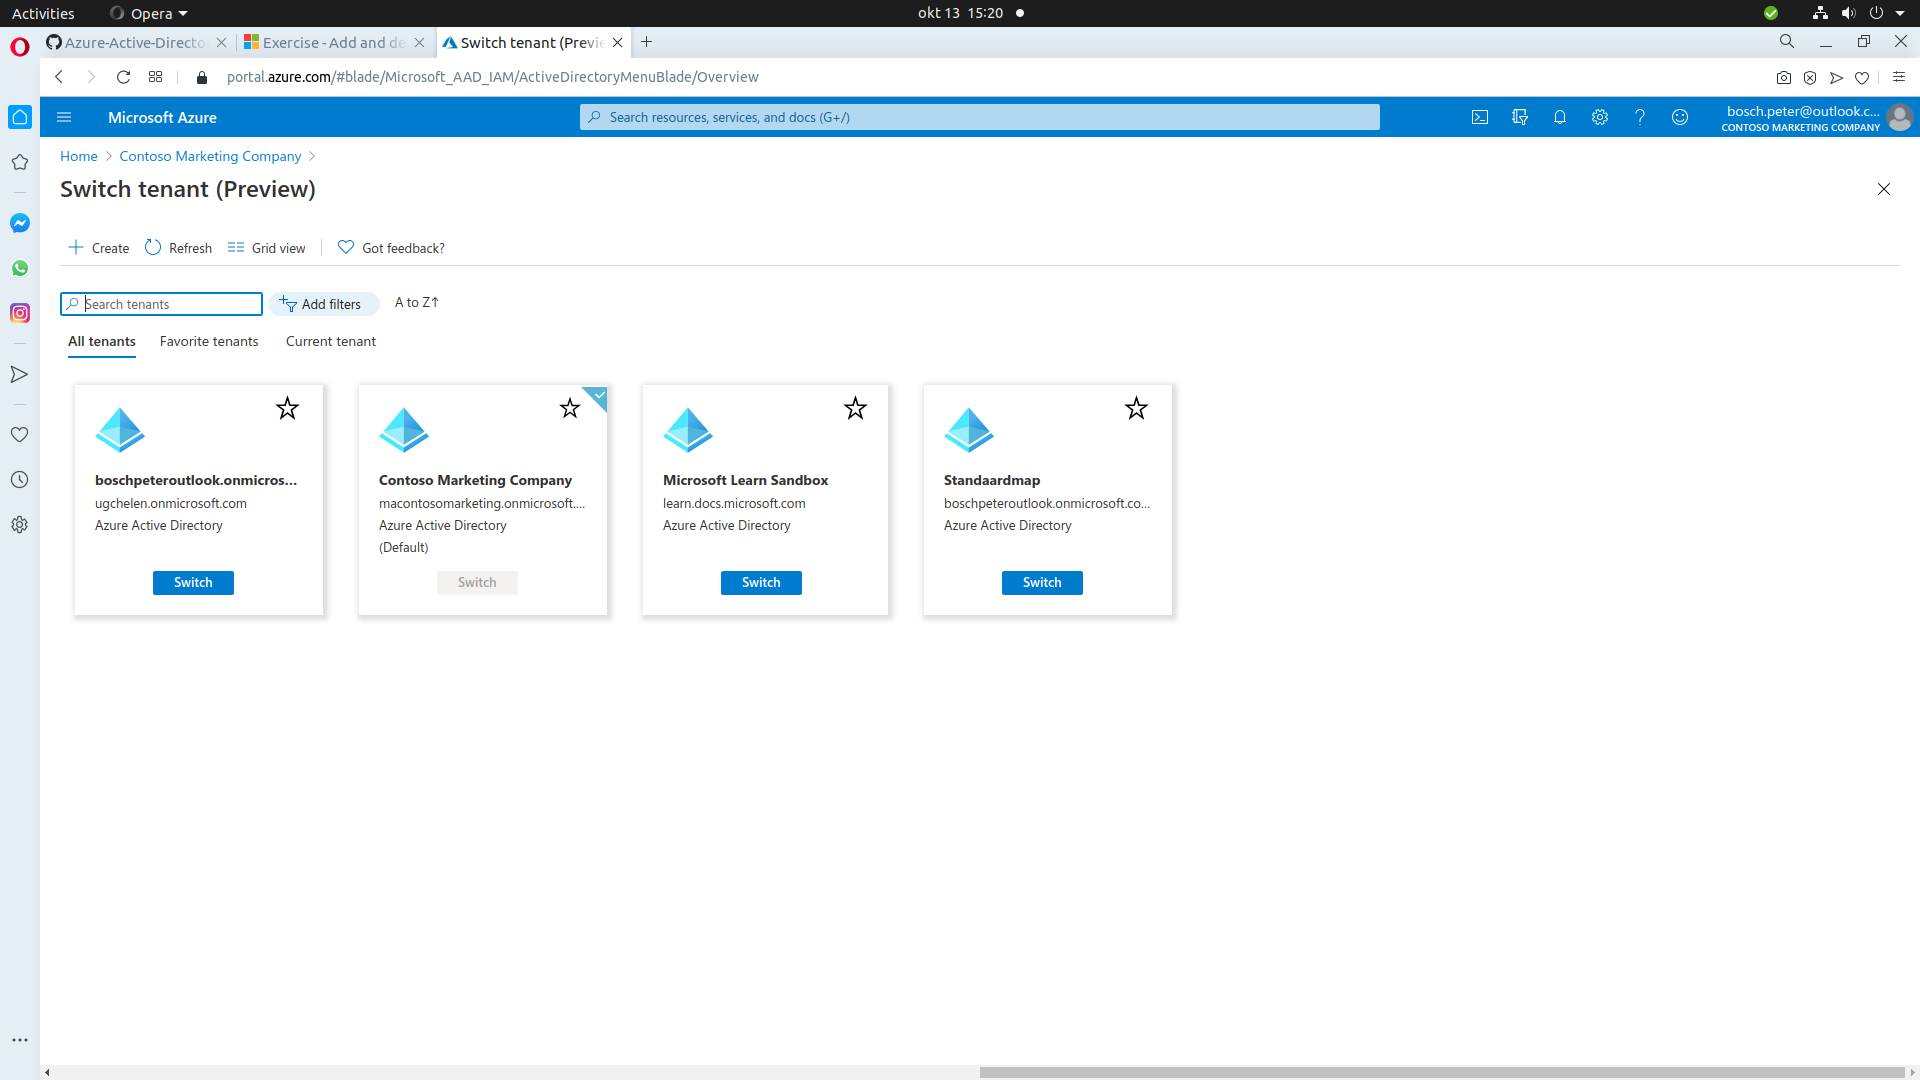 Activities
Opera
okt 13 15:20
Azure-Active-Directo
Exercise - Add and de
Switch tenant (Previe
portal.azure.com/#blade/Microsoft_AAD_IAM/ActiveDirectoryMenuBlade/Overview
Microsoft Azure
Search resources, services, and docs (G+/)
bosch.peter@outlook.c...
CONTOSO MARKETING COMPANY
Home > Contoso Marketing Company >
Switch tenant (Preview)
Create
Refresh
Grid view
Got feedback?
Search tenants
Add filters
A to Z↑
All tenants
Favorite tenants
Current tenant
boschpeteroutlook.onmicros...
ugchelen.onmicrosoft.com
Azure Active Directory
Switch
Contoso Marketing Company
macontosomarketing.onmicrosoft....
Azure Active Directory
(Default)
Switch
Microsoft Learn Sandbox
learn.docs.microsoft.com
Azure Active Directory
Switch
Standaardmap
boschpeteroutlook.onmicrosoft.co...
Azure Active Directory
Switch